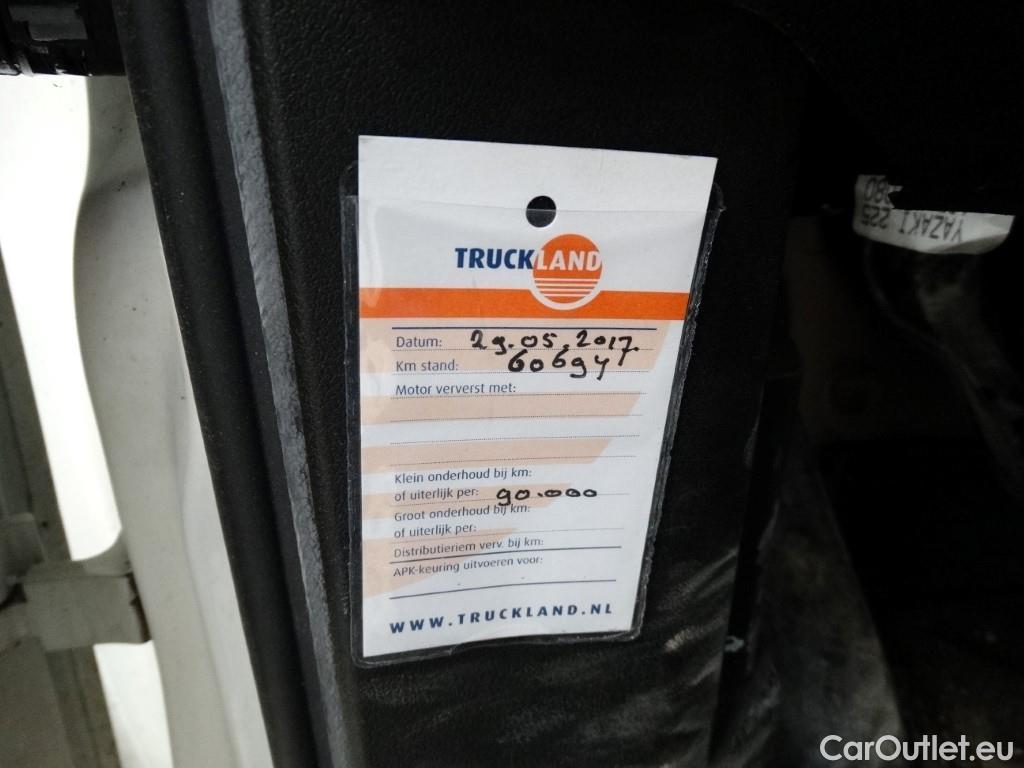 TRUCKLAND
Datum: 29.05.2017
Km stand: 60694
Motor ververst met:
Klein onderhoud bij km:
of uiterlijk per: 90.000
Groot onderhoud bij km:
of uiterlijk per:
Distributieriem verv. bij km:
APK-keuring uitvoeren voor:
WWW.TRUCKLAND.NL
YAZAKI 225
CarOutlet.eu